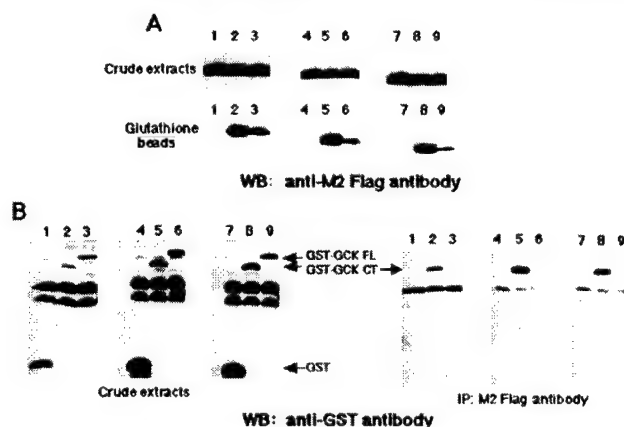 A
1 2 3 4 5 6 7 8 9
Crude extracts
1 2 3 4 5 6 7 8 9
Glutathione
beads
WB: anti-M2 Flag antibody
B
1 2 3 4 5 6 7 8 9
1 2 3 4 5 6 7 8 9
GST-GCK FL
GST-GCK CT
GST
Crude extracts
IP: M2 Flag antibody
WB: anti-GST antibody